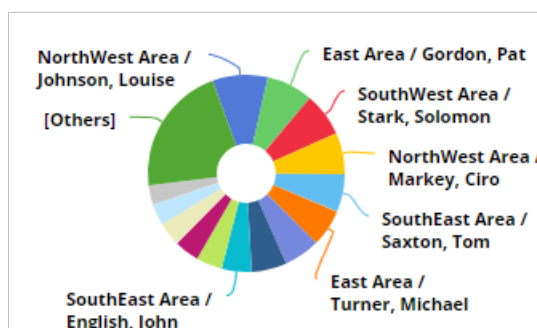 NorthWest Area /
Johnson, Louise
East Area / Gordon, Pat
SouthWest Area /
Stark, Solomon
[Others]
NorthWest Area /
Markey, Ciro
SouthEast Area /
Saxton, Tom
East Area /
Turner, Michael
SouthEast Area /
English, John